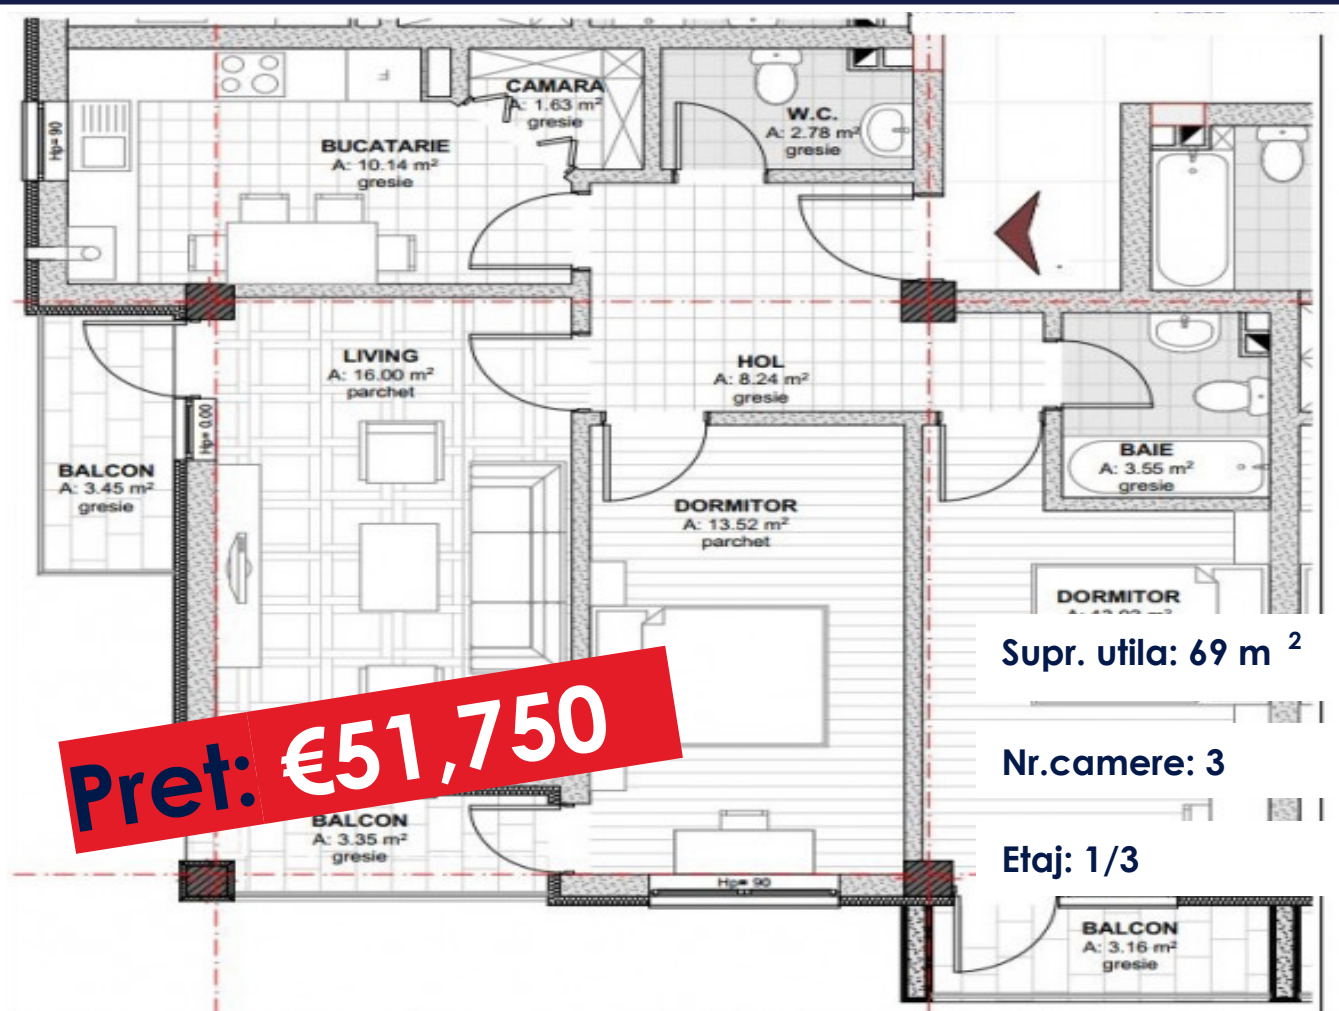 CAMARA
A: 1.63 m²
gresie
W.C.
A: 2.78 m²
gresie
Hp= 90
BUCATARIE
A: 10.14 m²
gresie
LIVING
A: 16.00 m²
parchet
HOL
A: 8.24 m²
gresie
Hp= 0.00
BALCON
A: 3.45 m²
gresie
BAIE
A: 3.55 m²
gresie
DORMITOR
A: 13.52 m²
parchet
DORMITOR
Supr. utila: 69 m ²
Pret: €51,750
Nr.camere: 3
BALCON
A: 3.35 m²
gresie
Etaj: 1/3
Hp= 90
BALCON
A: 3.16 m²
gresie